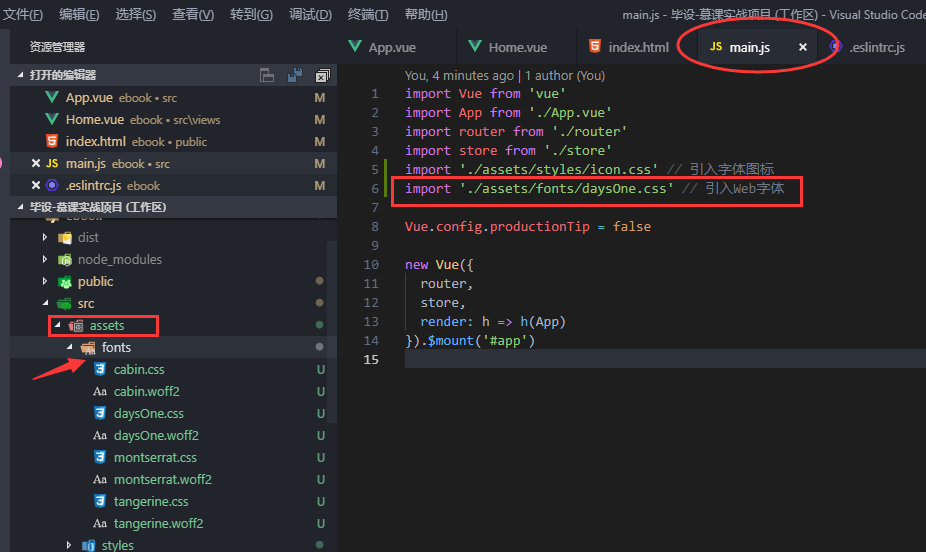 文件(F) 编辑(E) 选择(S) 查看(V) 转到(G) 调试(D) 终端(T) 帮助(H) main.js - 毕设-慕课实战项目 (工作区) - Visual Studio Code
资源管理器
打开的编辑器
App.vue ebook • src M
Home.vue ebook • src\views M
index.html ebook • public M
main.js ebook • src M
.eslintrc.js ebook M
毕设-慕课实战项目 (工作区)
ebook
dist
node_modules
public
src
assets
fonts
cabin.css U
cabin.woff2 U
daysOne.css U
daysOne.woff2 U
montserrat.css U
montserrat.woff2 U
tangerine.css U
tangerine.woff2 U
styles
App.vue Home.vue index.html JS main.js .eslintrc.js
You, 4 minutes ago | 1 author (You)
1 import Vue from 'vue'
2 import App from './App.vue'
3 import router from './router'
4 import store from './store'
5 import './assets/styles/icon.css' // 引入字体图标
6 import './assets/fonts/daysOne.css' // 引入Web字体
7
8 Vue.config.productionTip = false
9
10 new Vue({
11 router,
12 store,
13 render: h => h(App)
14 }).$mount('#app')
15